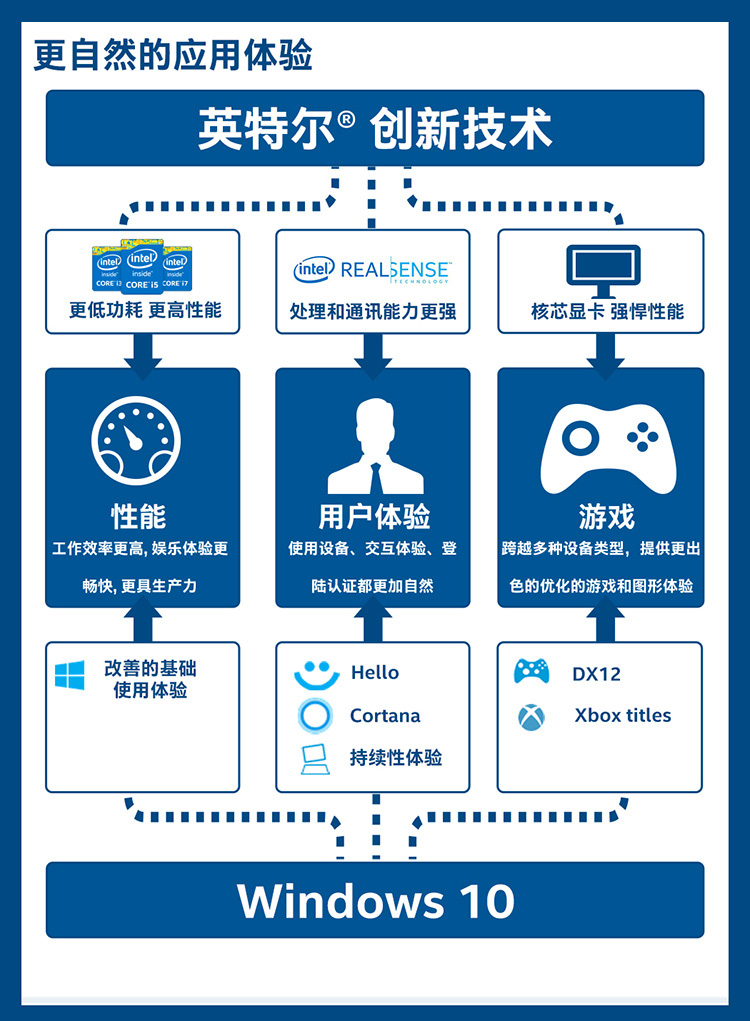 更自然的应用体验
英特尔® 创新技术
intel inside CORE i3
intel inside CORE i5
intel inside CORE i7
更低功耗 更高性能
intel REALSENSE™
TECHNOLOGY
处理和通讯能力更强
核芯显卡 强悍性能
性能
工作效率更高, 娱乐体验更
畅快, 更具生产力
用户体验
使用设备、交互体验、登
陆认证都更加自然
游戏
跨越多种设备类型，提供更出
色的优化的游戏和图形体验
改善的基础
使用体验
Hello
Cortana
持续性体验
DX12
Xbox titles
Windows 10